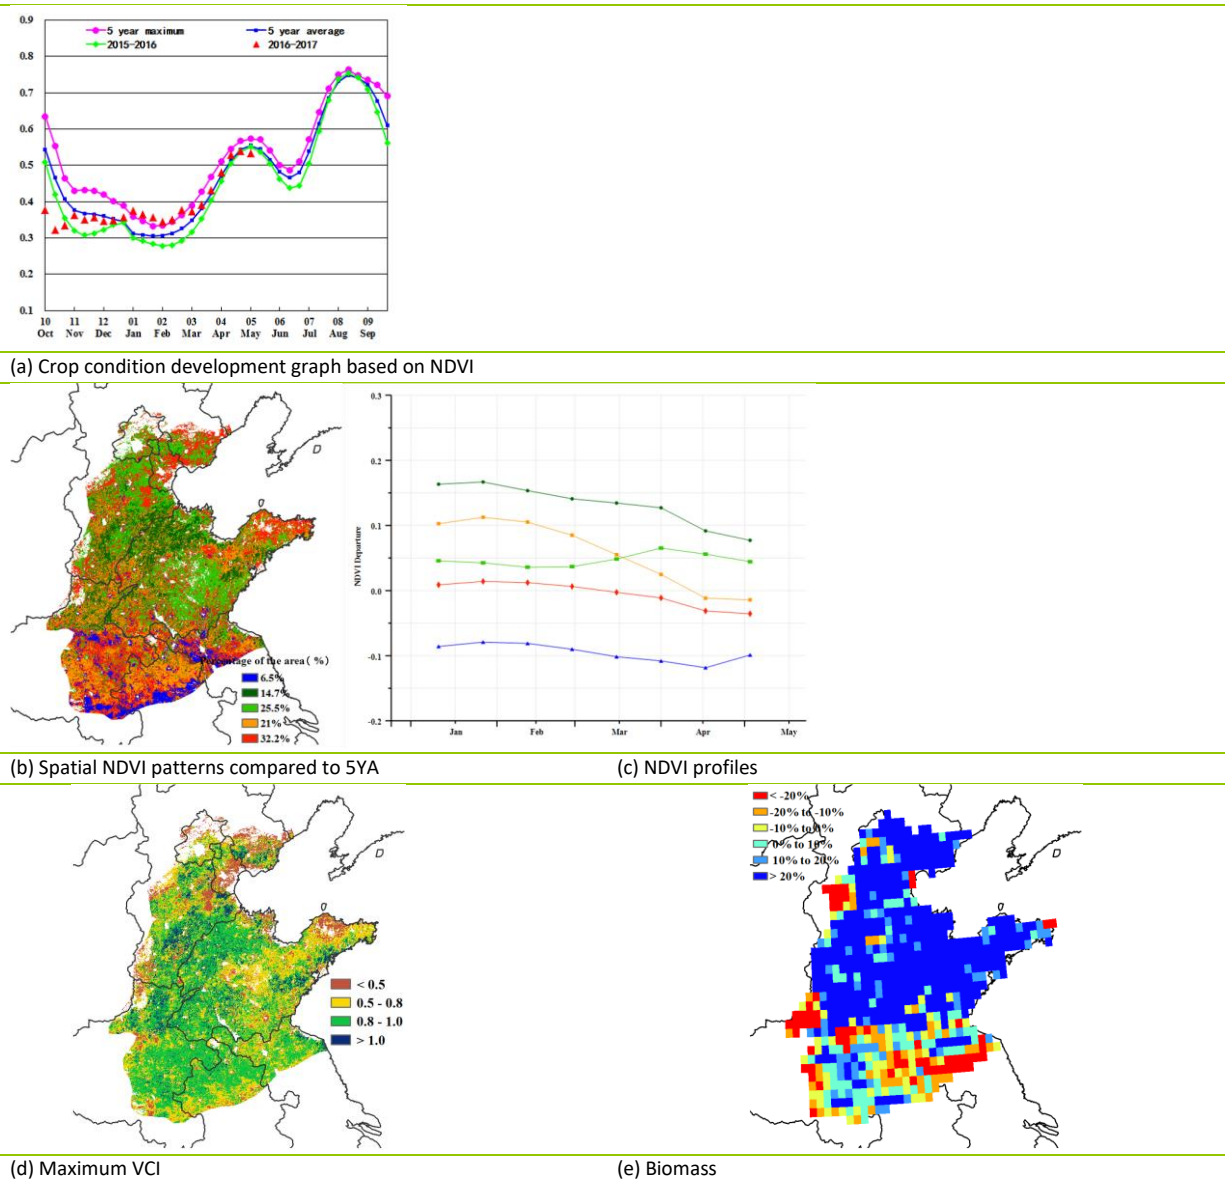 0.9
0.8
0.7
0.6
0.5
0.4
0.3
0.2
0.1
5 year maximum
5 year average
2015-2016
2016-2017
10 11 12 01 02 03 04 05 06 07 08 09
Oct Nov Dec Jan Feb Mar Apr May Jun Jul Aug Sep
(a) Crop condition development graph based on NDVI
Percentage of the area ( %)
6.5%
14.7%
25.5%
21%
32.2%
0.3
0.2
0.1
0.0
-0.1
-0.2
NDVI Departure
Jan Feb Mar Apr May
(b) Spatial NDVI patterns compared to 5YA
(c) NDVI profiles
< 0.5
0.5 - 0.8
0.8 - 1.0
> 1.0
< -20%
-20% to -10%
-10% to 0%
0% to 10%
10% to 20%
> 20%
(d) Maximum VCI
(e) Biomass